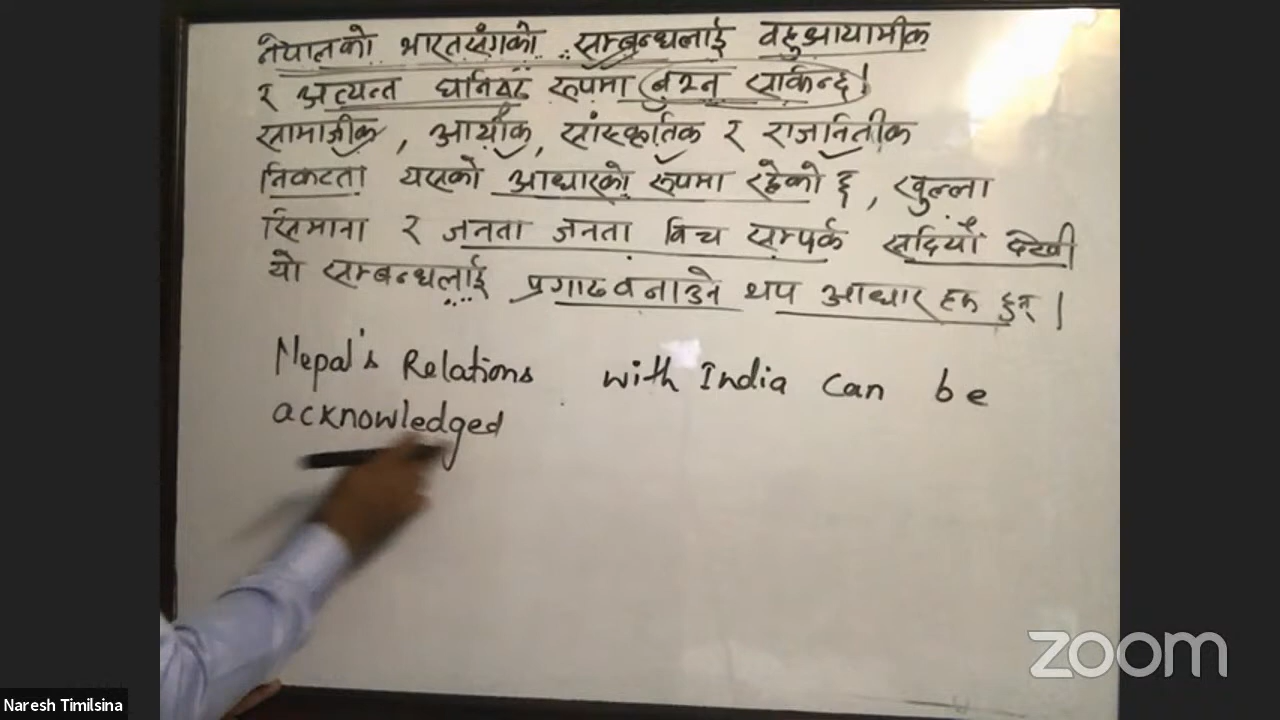 नेपालको भारतसंगको सम्बन्धलाई बहुआयामीक
र अत्यन्त घनिष्ठ रूपमा बुझ्न सकिन्छ।
सामाजीक, आर्थीक, सांस्कृतिक र राजनितीक
निकटता यसको आधारको रूपमा रहेको छ, खुल्ला
सिमाना र जनता जनता विच सम्पर्क सदियौं देखी
यो सम्बन्धलाई प्रगाढ बनाउने थप आधार हरू हुन्।
Nepal's Relations with India can be
acknowledged
zoom
Naresh Timilsina